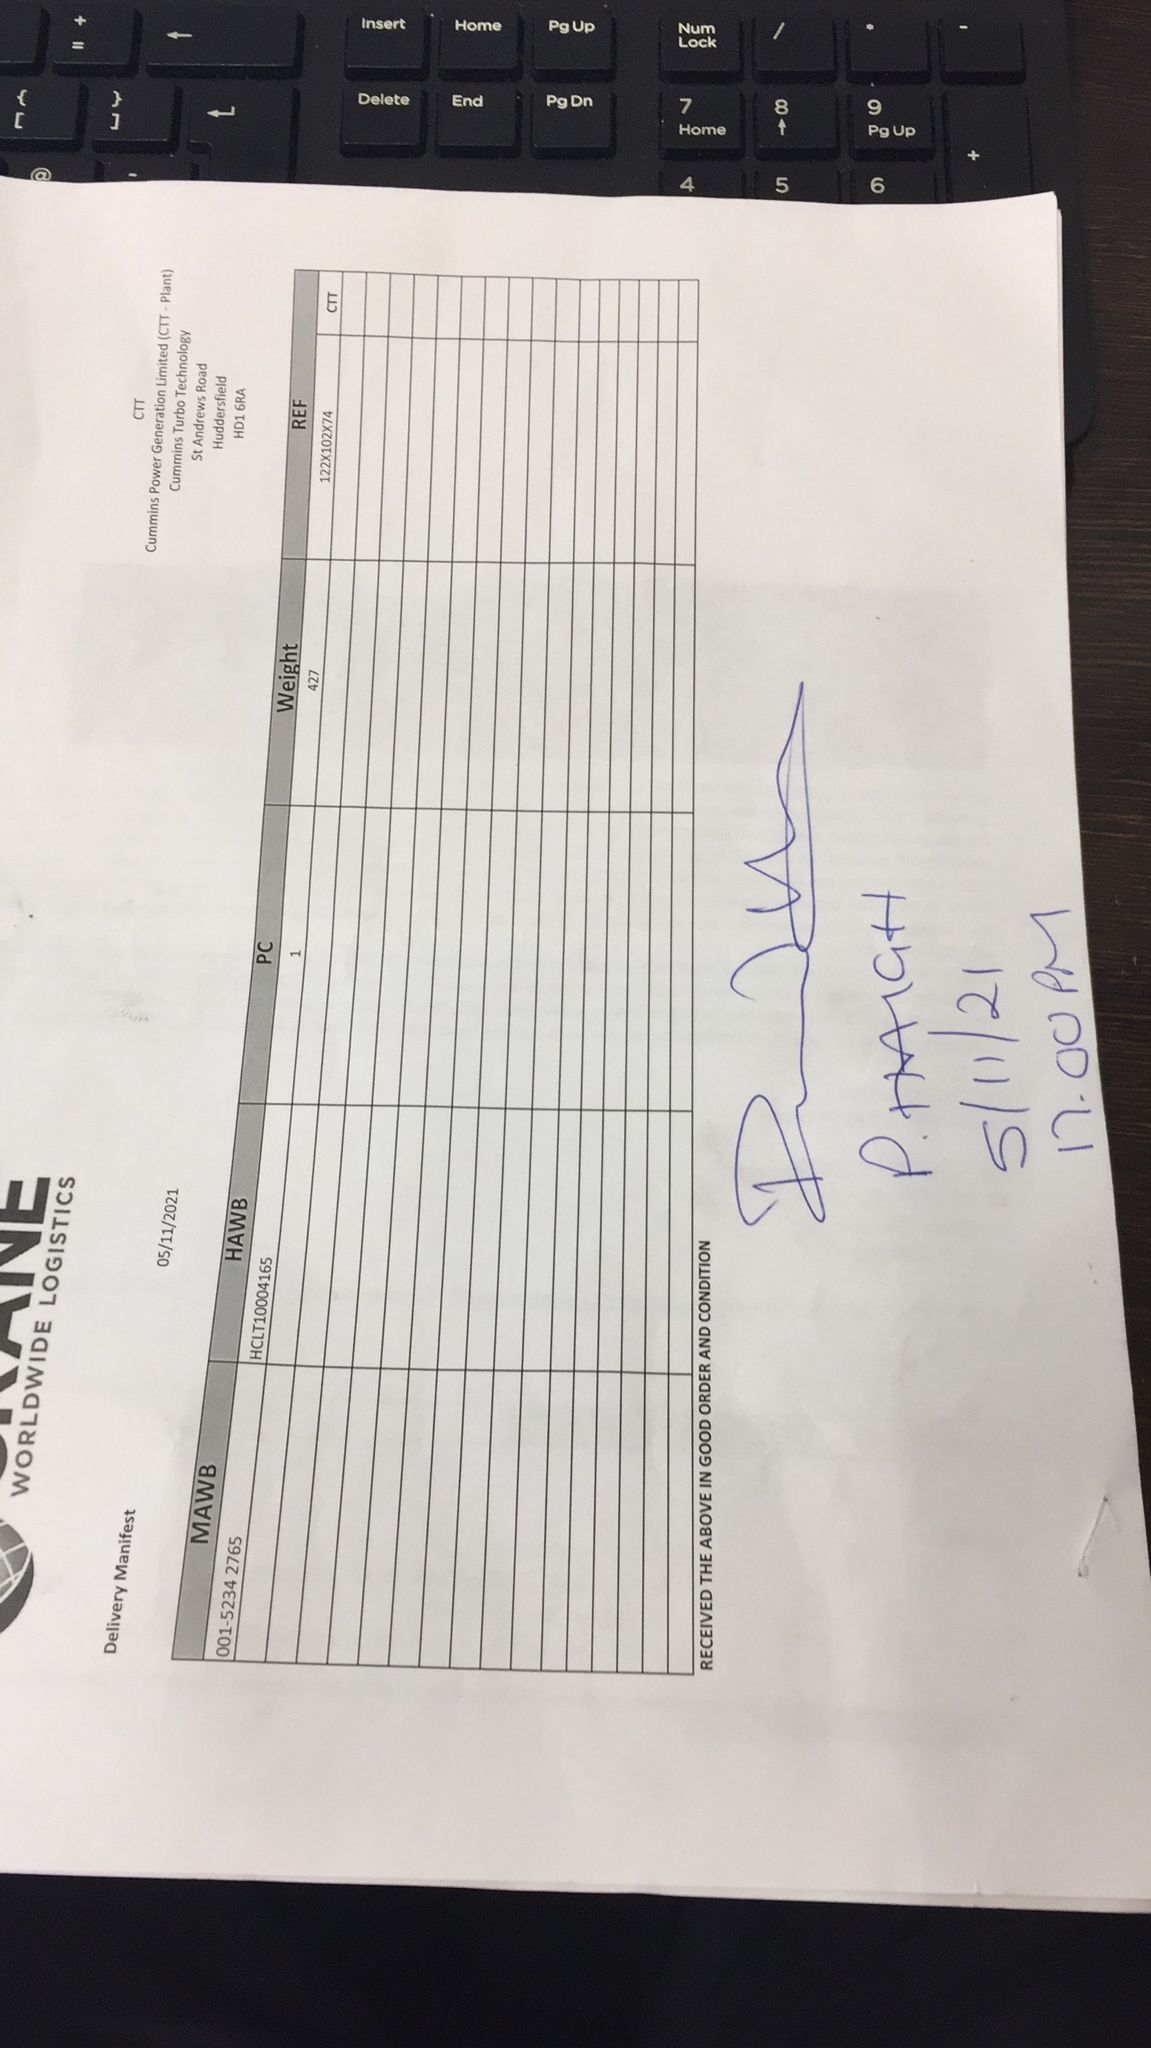 WORLDWIDE LOGISTICS
CTT
Cummins Power Generation Limited (CTT - Plant)
Cummins Turbo Technology
St Andrews Road
Huddersfield
HD1 6RA
Delivery Manifest
05/11/2021
MAWB HAWB PC Weight REF
001-5234 2765 HCLT10004165 1 427 122X102X74 CTT
RECEIVED THE ABOVE IN GOOD ORDER AND CONDITION
P. HAIGH
5/11/21
17.00 PM
+ =
Insert Home Pg Up Num Lock / * -
{ [ } ] Delete End Pg Dn 7 Home 8 9 Pg Up +
@ 4 5 6